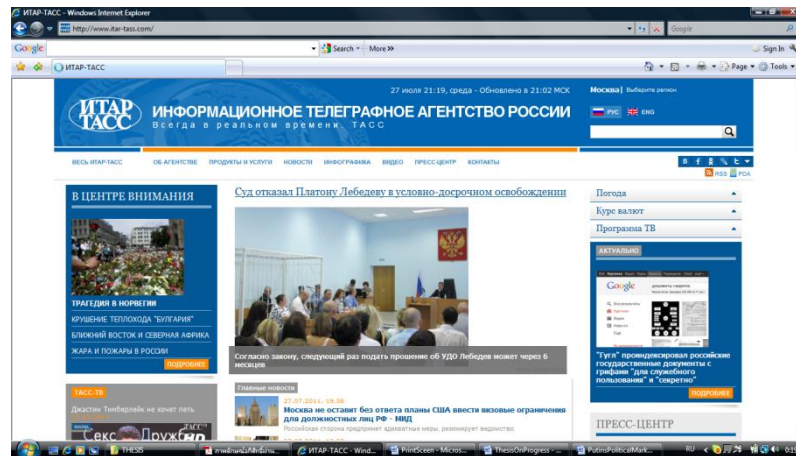 ИТАР-ТАСС - Windows Internet Explorer
http://www.itar-tass.com/
Google
Google
Search
More >>
Sign In
ИТАР-ТАСС
Page
Tools
27 июля 21:19, среда - Обновлено в 21:02 МСК
Москва| Выберите регион
ИТАР
ТАСС
ИНФОРМАЦИОННОЕ ТЕЛЕГРАФНОЕ АГЕНТСТВО РОССИИ
Всегда в реальном времени. ТАСС
РУС
ENG
ВЕСЬ ИТАР-ТАСС
ОБ АГЕНТСТВЕ
ПРОДУКТЫ И УСЛУГИ
НОВОСТИ
ИНФОГРАФИКА
ВИДЕО
ПРЕСС-ЦЕНТР
КОНТАКТЫ
RSS
PDA
В ЦЕНТРЕ ВНИМАНИЯ
ТРАГЕДИЯ В НОРВЕГИИ
КРУШЕНИЕ ТЕПЛОХОДА "БУЛГАРИЯ"
БЛИЖНИЙ ВОСТОК И СЕВЕРНАЯ АФРИКА
ЖАРА И ПОЖАРЫ В РОССИИ
ПОДРОБНЕЕ
ТАСС-ТВ
Джастин Тимберлейк не хочет петь
Секс
Дружбе
Суд отказал Платону Лебедеву в условно-досрочном освобождении
Согласно закону, следующий раз подать прошение об УДО Лебедев может через 6
месяцев
Главные новости
27.07.2011, 19.38
Москва не оставит без ответа планы США ввести визовые ограничения
для должностных лиц РФ - МИД
Российская сторона предпримет адекватные меры, резюмирует ведомство
Погода
Курс валют
Программа ТВ
АКТУАЛЬНО
Google
"Гугл" проиндексировал российские
государственные документы с
грифами "для служебного
пользования" и "секретно"
ПОДРОБНЕЕ
ПРЕСС-ЦЕНТР
THESIS
ИТАР-ТАСС - Wind...
PrintSceen - Micros...
ThesisOnProgress - ...
PutinsPoliticalMark...
RU